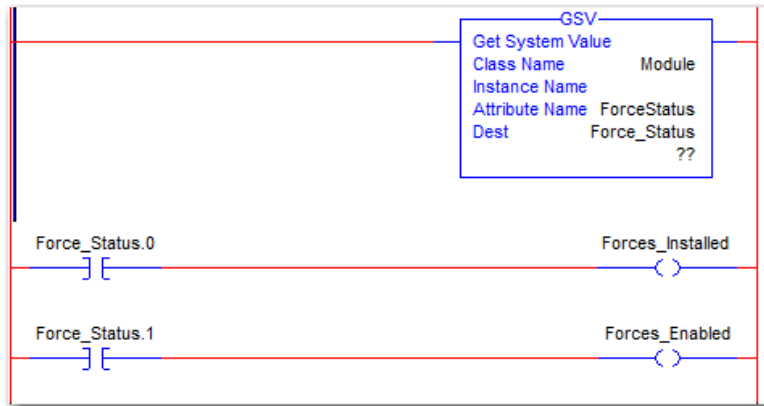 GSV
Get System Value
Class Name Module
Instance Name
Attribute Name ForceStatus
Dest Force_Status
??
Force_Status.0 Forces_Installed
Force_Status.1 Forces_Enabled